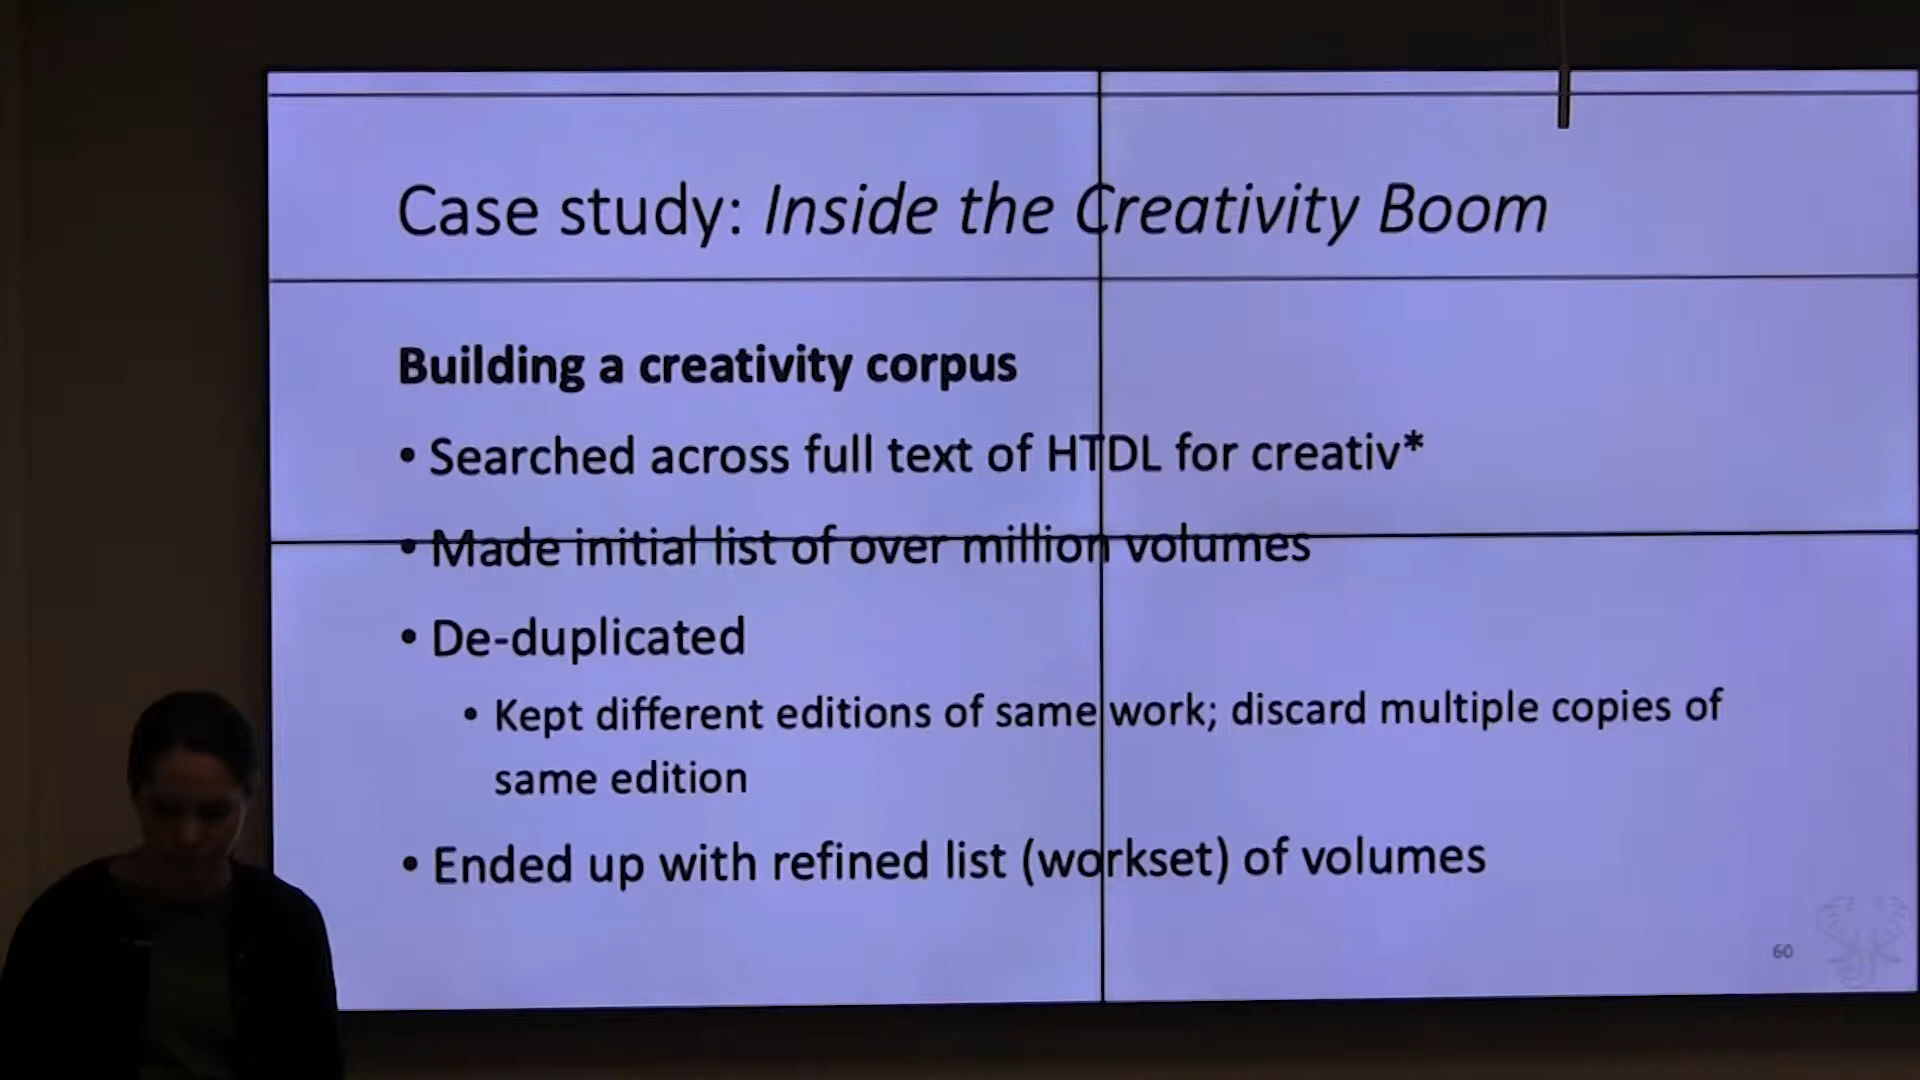 Case study: Inside the Creativity Boom
Building a creativity corpus
• Searched across full text of HTDL for creativ*
• Made initial list of over million volumes
• De-duplicated
• Kept different editions of same work; discard multiple copies of
same edition
• Ended up with refined list (workset) of volumes
60